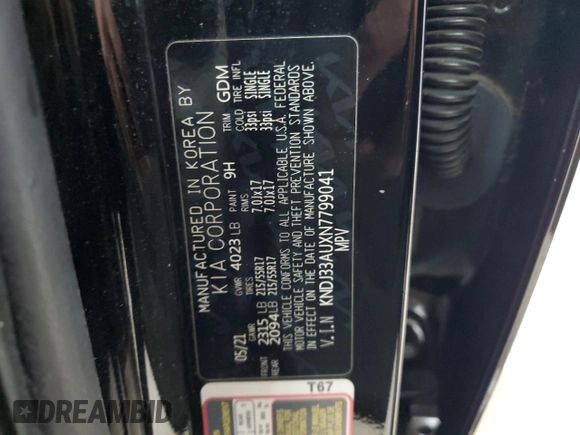 MANUFACTURED IN KOREA BY
KIA CORPORATION
05/21 GVWR 4023 LB PAINT 9H TRIM GDM
GAWR TIRES RIMS COLD TIRE INFL
FRONT 2315 LB 215/55R17 7.0Jx17 33psi SINGLE
REAR 2094 LB 215/55R17 7.0Jx17 33psi SINGLE
THIS VEHICLE CONFORMS TO ALL APPLICABLE U.S.A. FEDERAL
MOTOR VEHICLE SAFETY AND THEFT PREVENTION STANDARDS
IN EFFECT ON THE DATE OF MANUFACTURE SHOWN ABOVE.
V.I.N KNDJ33AUXN7799041
MPV
T67
DREAMBID